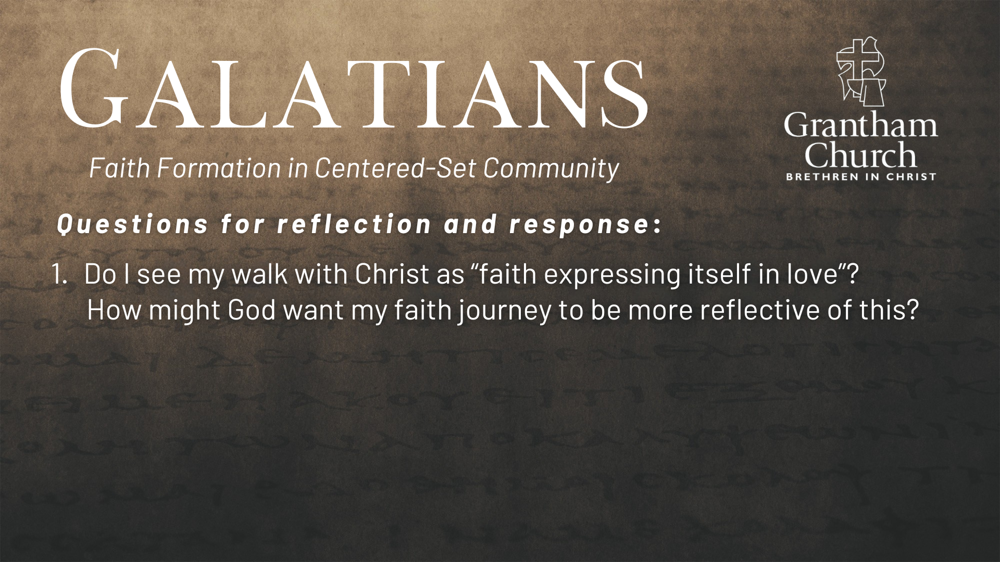 GALATIANS
Faith Formation in Centered-Set Community
Grantham
Church
BRETHREN IN CHRIST
Questions for reflection and response:
1. Do I see my walk with Christ as “faith expressing itself in love”?
How might God want my faith journey to be more reflective of this?